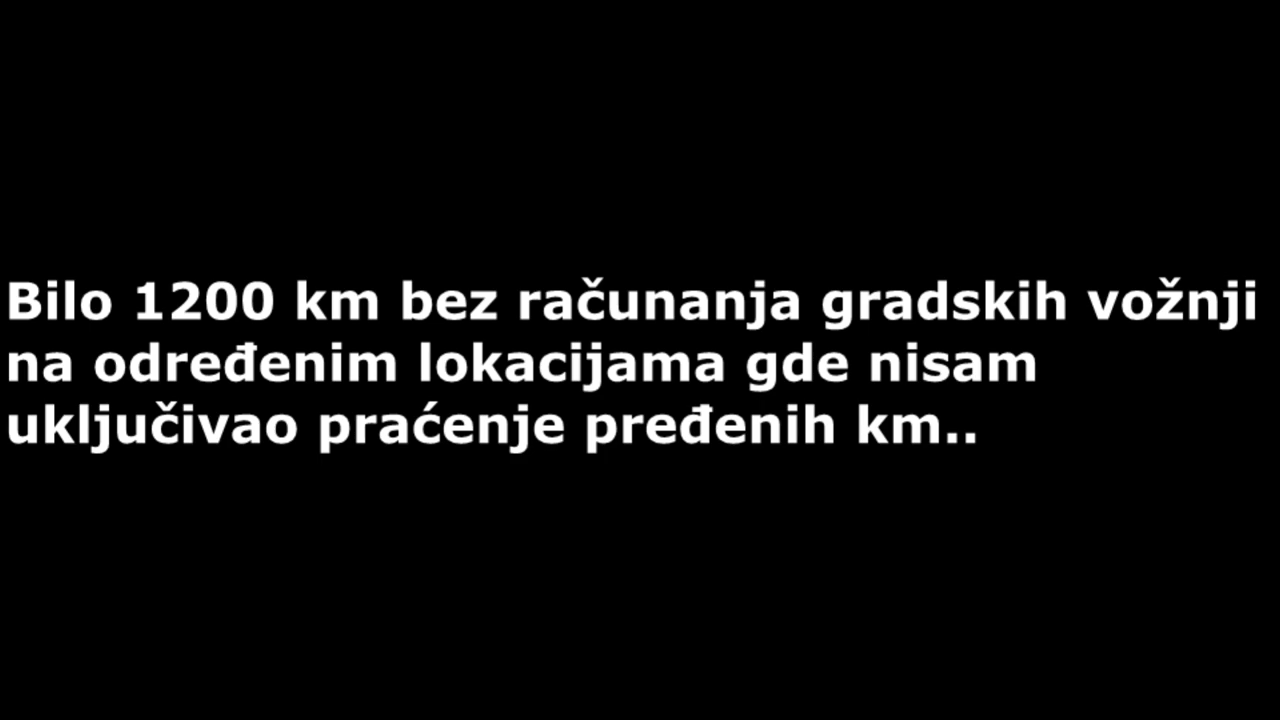 Bilo 1200 km bez računanja gradskih vožnji
na određenim lokacijama gde nisam
uključivao praćenje pređenih km..